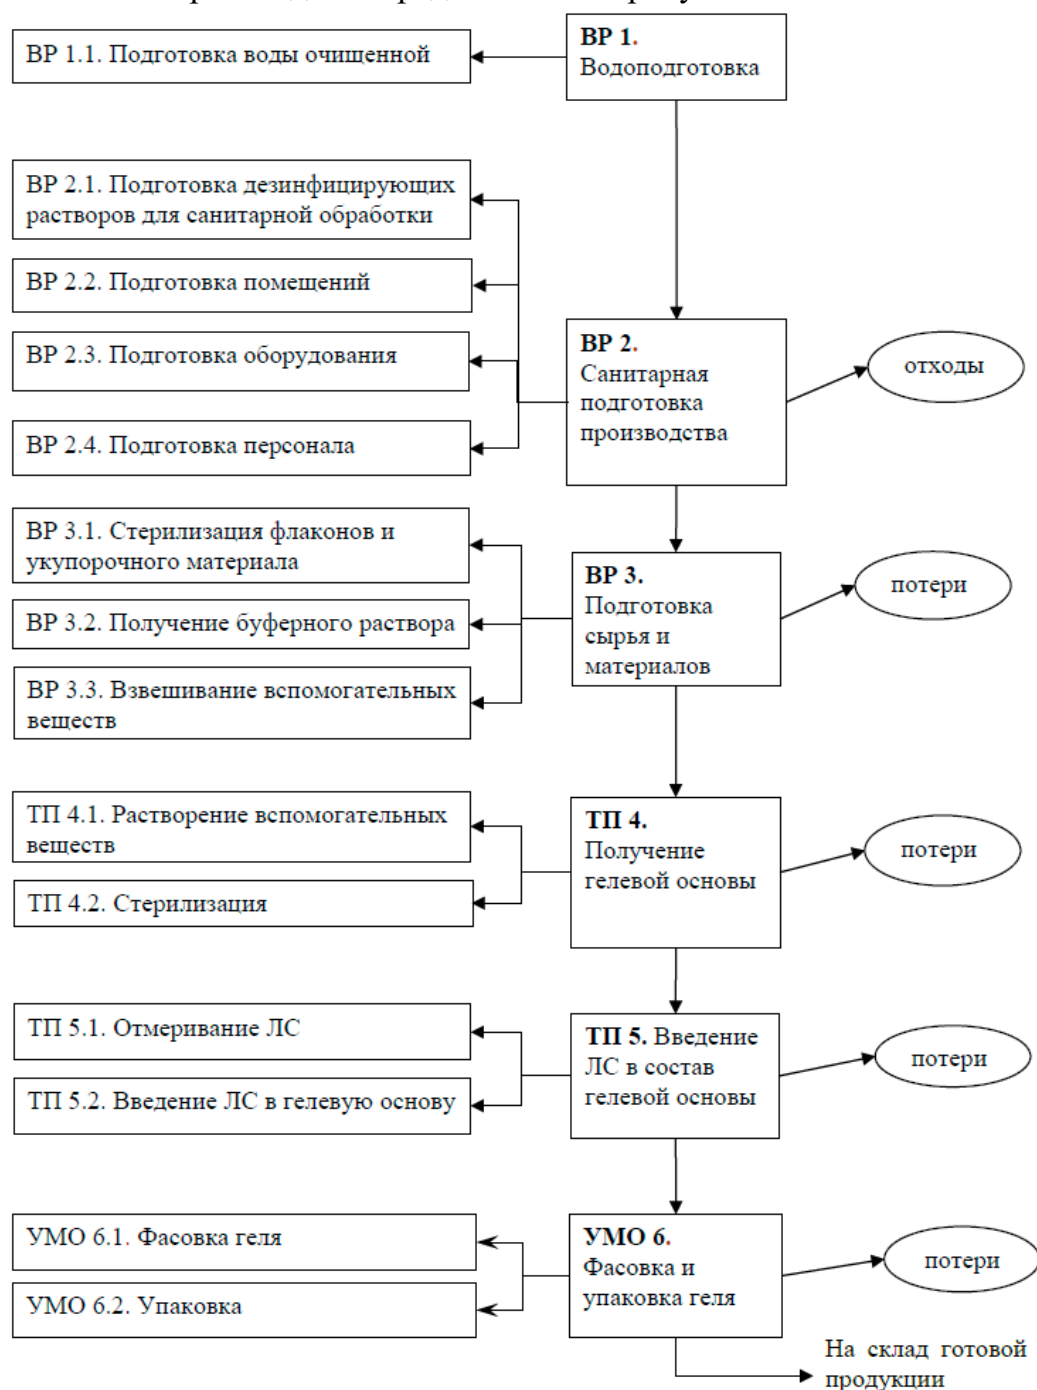 ВР 1.
Водоподготовка
ВР 1.1. Подготовка воды очищенной
ВР 2.1. Подготовка дезинфицирующих
растворов для санитарной обработки
ВР 2.2. Подготовка помещений
ВР 2.3. Подготовка оборудования
ВР 2.4. Подготовка персонала
ВР 2.
Санитарная
подготовка
производства
отходы
ВР 3.1. Стерилизация флаконов и
укупорочного материала
ВР 3.2. Получение буферного раствора
ВР 3.3. Взвешивание вспомогательных
веществ
ВР 3.
Подготовка
сырья и
материалов
потери
ТП 4.1. Растворение вспомогательных
веществ
ТП 4.2. Стерилизация
ТП 4.
Получение
гелевой основы
потери
ТП 5.1. Отмеривание ЛС
ТП 5.2. Введение ЛС в гелевую основу
ТП 5. Введение
ЛС в состав
гелевой основы
потери
УМО 6.1. Фасовка геля
УМО 6.2. Упаковка
УМО 6.
Фасовка и
упаковка геля
потери
На склад готовой
продукции